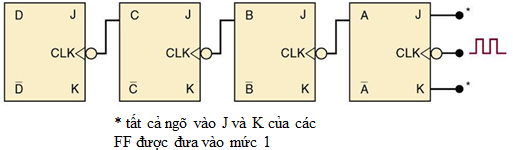 D J C J B J A J *
CLK CLK CLK CLK
D̅ K C̅ K B̅ K A̅ K *
* tất cả ngõ vào J và K của các
FF được đưa vào mức 1